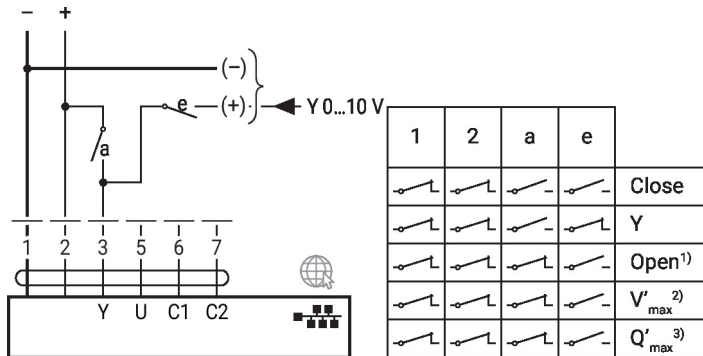 − +
(−)
e (+) Y 0...10 V
a
1 2 3 5 6 7
Y U C1 C2
1 2 a e
Close
Y
Open¹⁾
V'max²⁾
Q'max³⁾